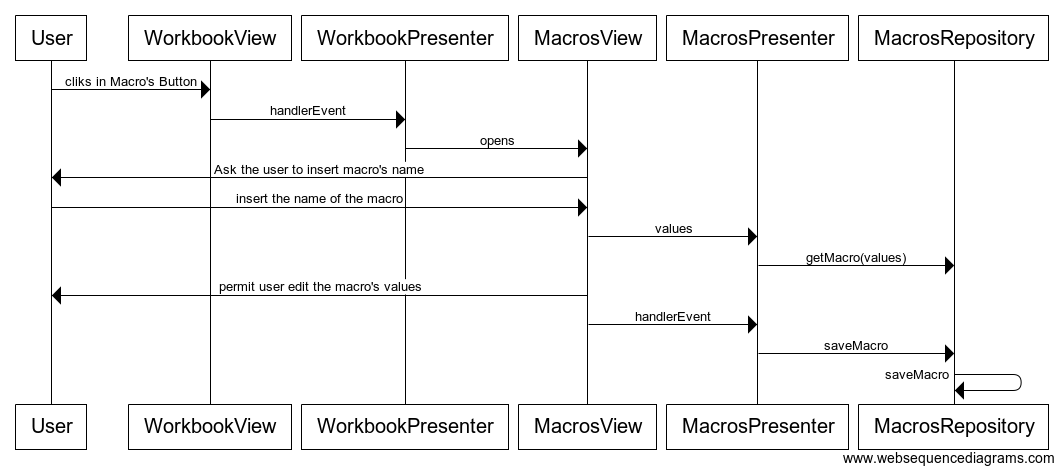 User WorkbookView WorkbookPresenter MacrosView MacrosPresenter MacrosRepository
cliks in Macro's Button
handlerEvent
opens
Ask the user to insert macro's name
insert the name of the macro
values
getMacro(values)
permit user edit the macro's values
handlerEvent
saveMacro
saveMacro
User WorkbookView WorkbookPresenter MacrosView MacrosPresenter MacrosRepository
www.websequencediagrams.com